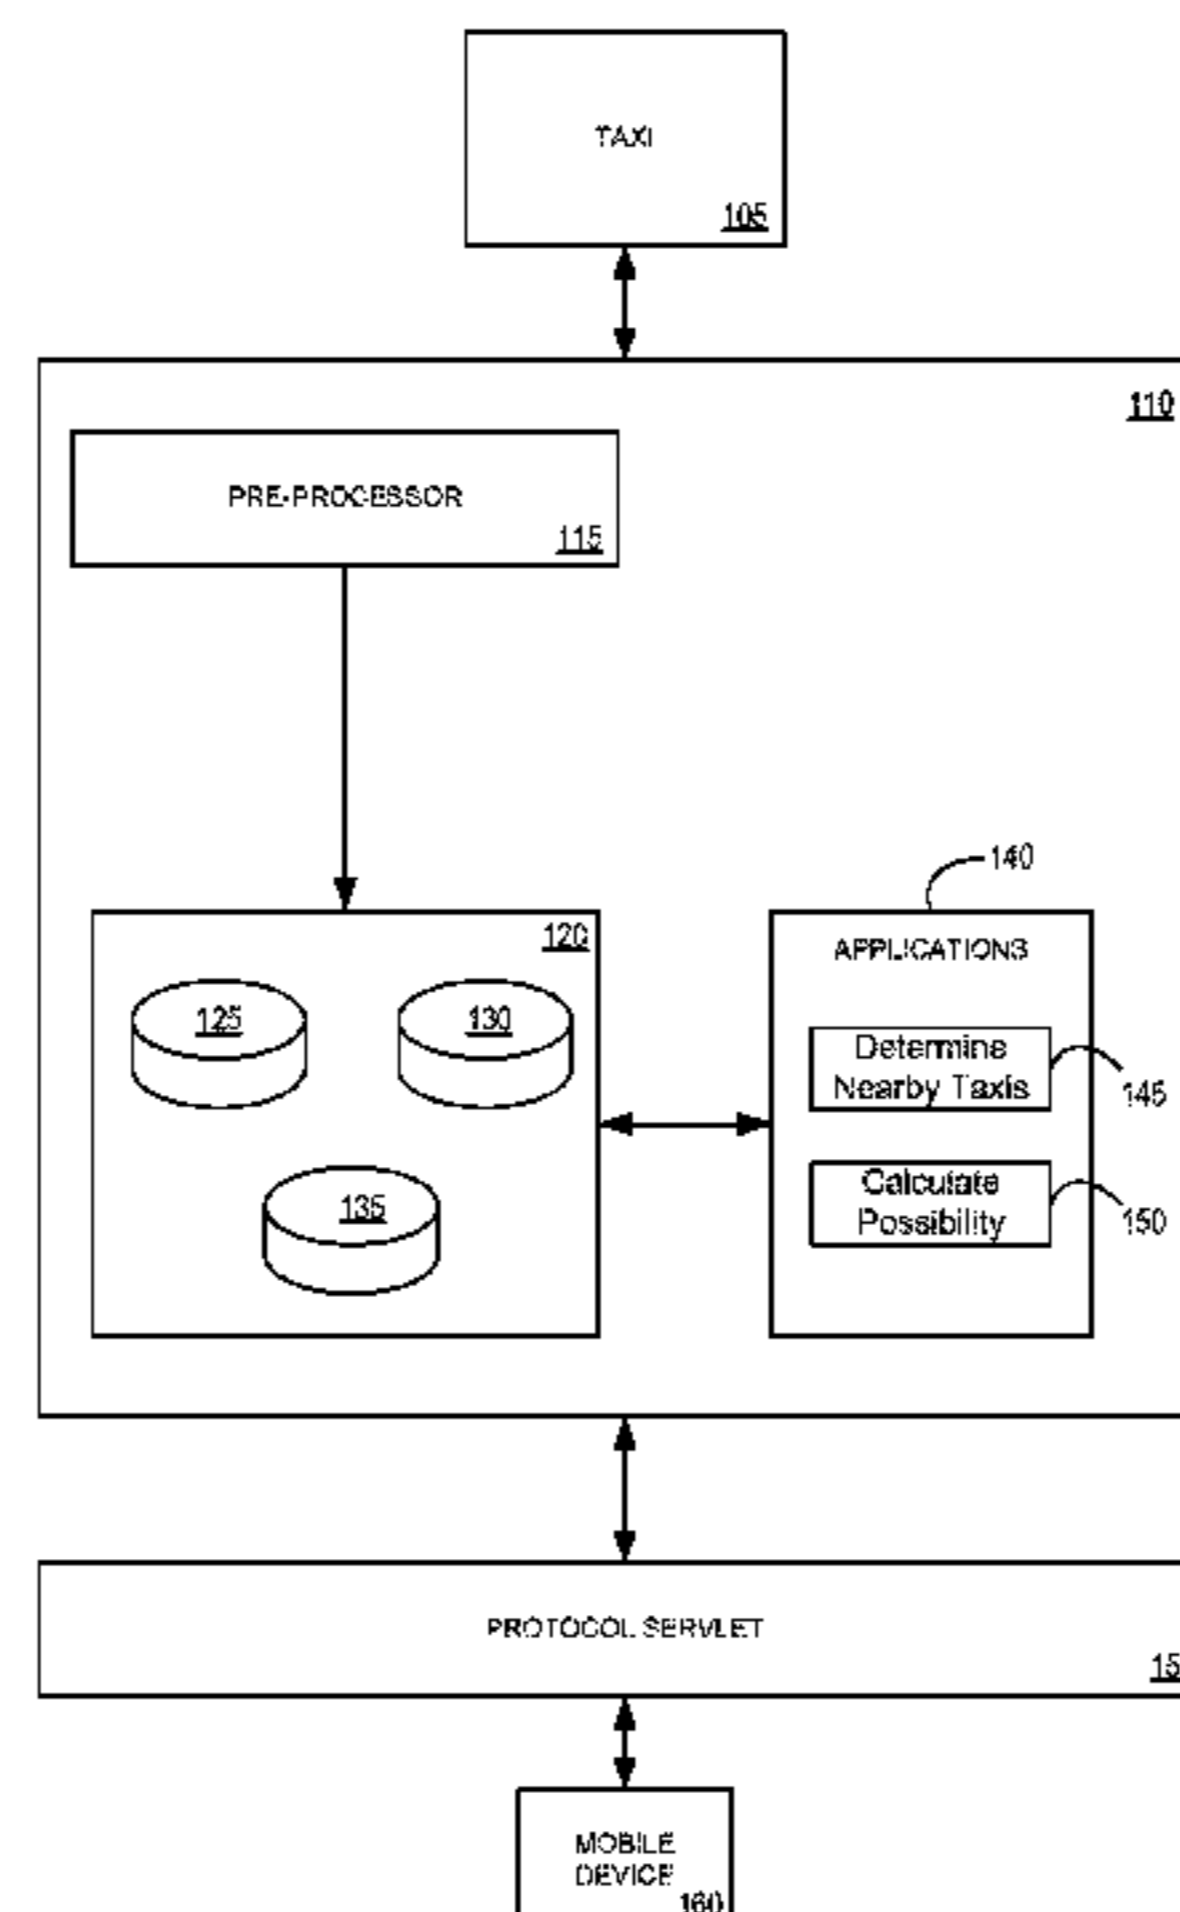 TAXI
105
110
PRE-PROCESSOR
115
140
120
APPLICATIONS
125
130
Determine
Nearby Taxis
145
135
Calculate
Possibility
150
PROTOCOL SERVLET
15
MOBILE
DEVICE
160